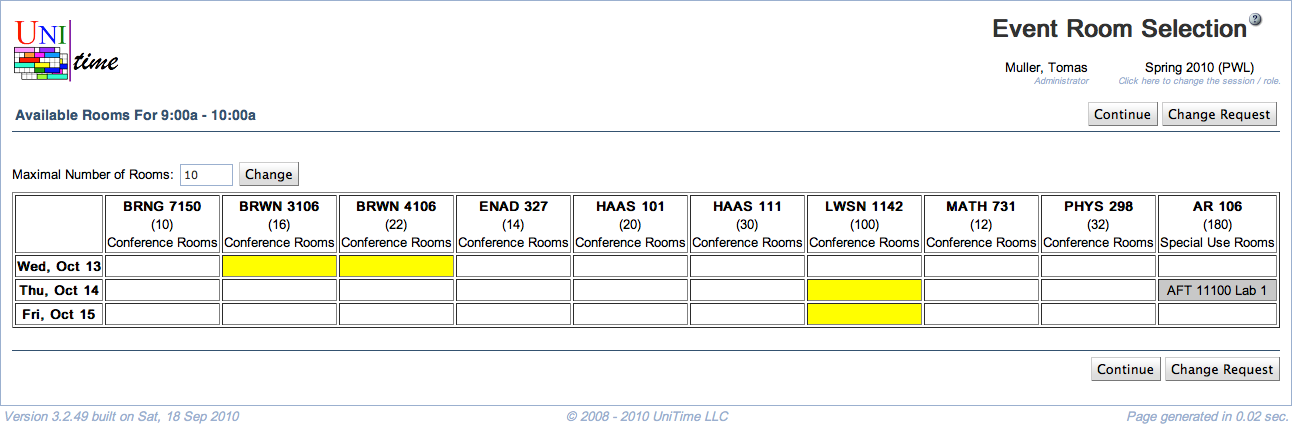 UNI
time
Event Room Selection
?
Muller, Tomas Spring 2010 (PWL)
Administrator Click here to change the session / role.
Available Rooms For 9:00a - 10:00a Continue Change Request
Maximal Number of Rooms: 10 Change
BRNG 7150 BRWN 3106 BRWN 4106 ENAD 327 HAAS 101 HAAS 111 LWSN 1142 MATH 731 PHYS 298 AR 106
(10) (16) (22) (14) (20) (30) (100) (12) (32) (180)
Conference Rooms Conference Rooms Conference Rooms Conference Rooms Conference Rooms Conference Rooms Conference Rooms Conference Rooms Conference Rooms Special Use Rooms
Wed, Oct 13
Thu, Oct 14 AFT 11100 Lab 1
Fri, Oct 15
Continue Change Request
Version 3.2.49 built on Sat, 18 Sep 2010 © 2008 - 2010 UniTime LLC Page generated in 0.02 sec.